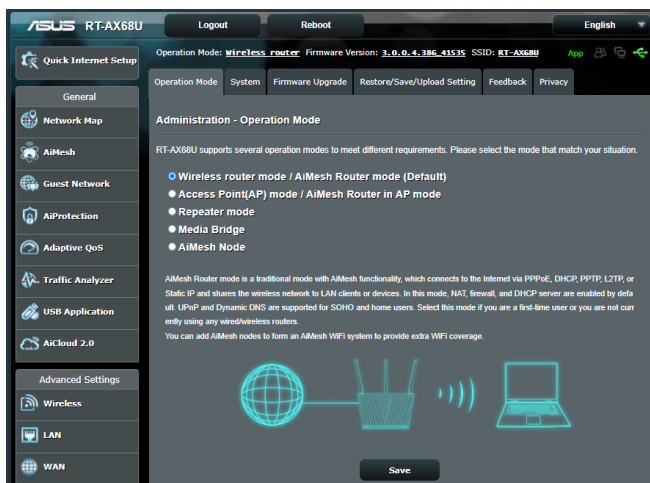 ASUS RT-AX68U
Logout
Reboot
English
Quick Internet Setup
Operation Mode: Wireless router Firmware Version: 3.0.0.4.386_41535 SSID: RT-AX68U
App
Operation Mode
System
Firmware Upgrade
Restore/Save/Upload Setting
Feedback
Privacy
General
Network Map
AiMesh
Guest Network
AiProtection
Adaptive QoS
Traffic Analyzer
USB Application
AiCloud 2.0
Advanced Settings
Wireless
LAN
WAN
Administration - Operation Mode
RT-AX68U supports several operation modes to meet different requirements. Please select the mode that match your situation.
Wireless router mode / AiMesh Router mode (Default)
Access Point(AP) mode / AiMesh Router in AP mode
Repeater mode
Media Bridge
AiMesh Node
AiMesh Router mode is a traditional mode with AiMesh functionality, which connects to the Internet via PPPoE, DHCP, PPTP, L2TP, or
Static IP and shares the wireless network to LAN clients or devices. In this mode, NAT, firewall, and DHCP server are enabled by defa
ult. UPnP and Dynamic DNS are supported for SOHO and home users. Select this mode if you are a first-time user or you are not curr
ently using any wired/wireless routers.
You can add AiMesh nodes to form an AiMesh WiFi system to provide extra WiFi coverage.
Save